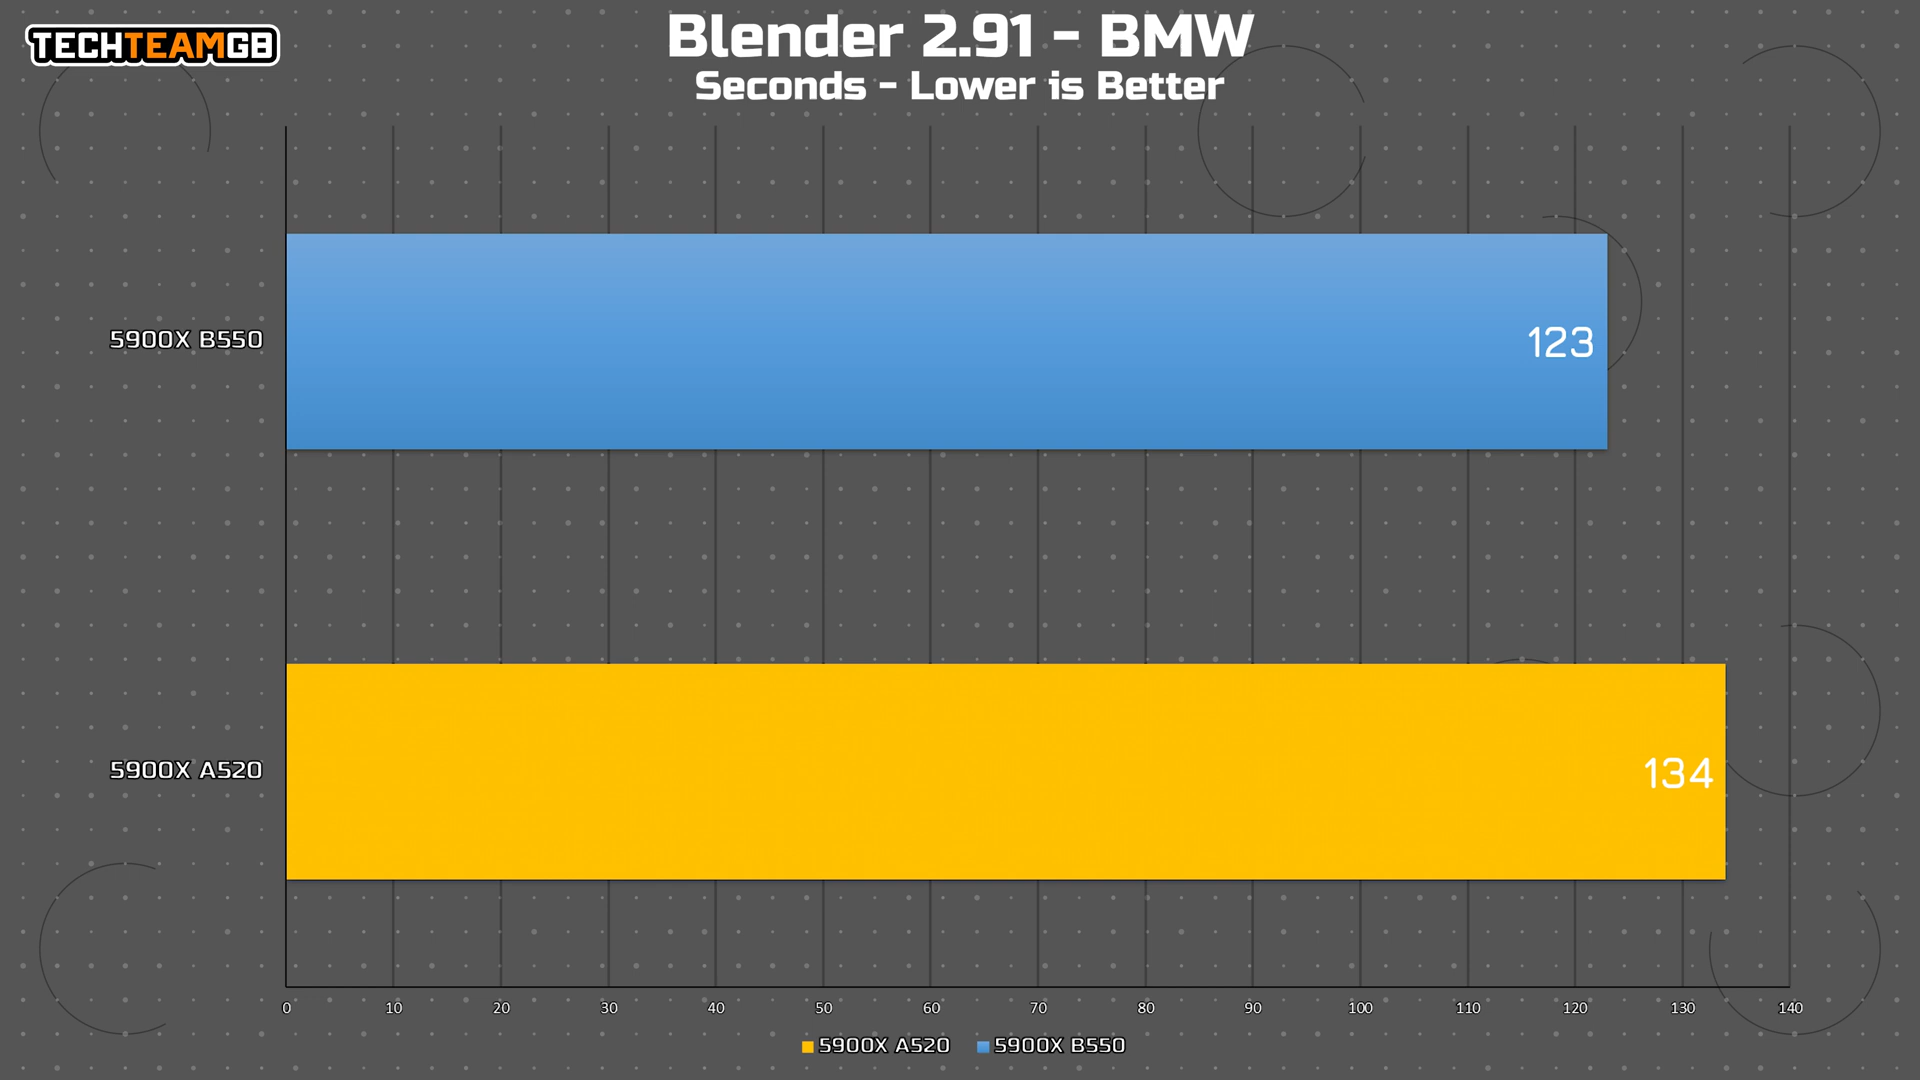 TECHTEAMGB
Blender 2.91 - BMW
Seconds - Lower is Better
5900X B550
123
5900X A520
134
0 10 20 30 40 50 60 70 80 90 100 110 120 130 140
5900X A520 5900X B550